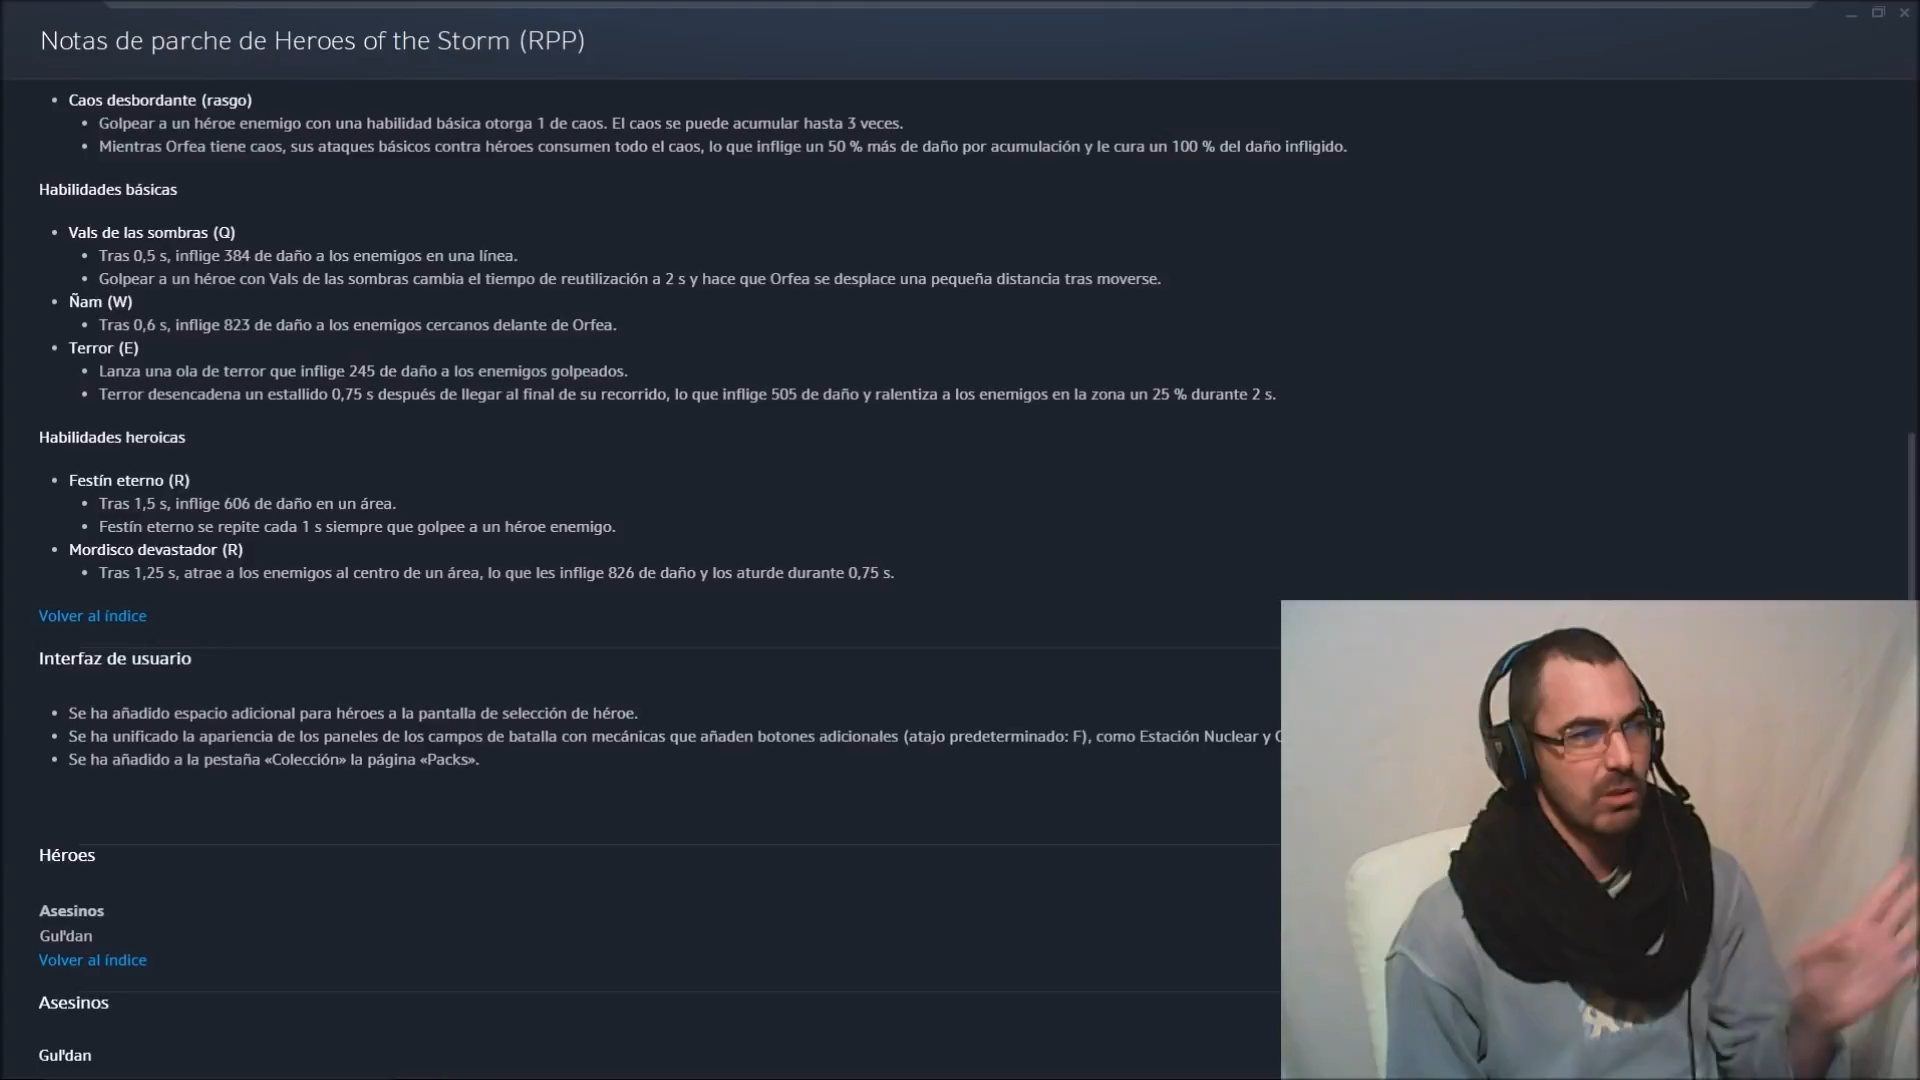 Notas de parche de Heroes of the Storm (RPP)
Caos desbordante (rasgo)
Golpear a un héroe enemigo con una habilidad básica otorga 1 de caos. El caos se puede acumular hasta 3 veces.
Mientras Orfea tiene caos, sus ataques básicos contra héroes consumen todo el caos, lo que inflige un 50 % más de daño por acumulación y le cura un 100 % del daño infligido.
Habilidades básicas
Vals de las sombras (Q)
Tras 0,5 s, inflige 384 de daño a los enemigos en una línea.
Golpear a un héroe con Vals de las sombras cambia el tiempo de reutilización a 2 s y hace que Orfea se desplace una pequeña distancia tras moverse.
Ñam (W)
Tras 0,6 s, inflige 823 de daño a los enemigos cercanos delante de Orfea.
Terror (E)
Lanza una ola de terror que inflige 245 de daño a los enemigos golpeados.
Terror desencadena un estallido 0,75 s después de llegar al final de su recorrido, lo que inflige 505 de daño y ralentiza a los enemigos en la zona un 25 % durante 2 s.
Habilidades heroicas
Festín eterno (R)
Tras 1,5 s, inflige 606 de daño en un área.
Festín eterno se repite cada 1 s siempre que golpee a un héroe enemigo.
Mordisco devastador (R)
Tras 1,25 s, atrae a los enemigos al centro de un área, lo que les inflige 826 de daño y los aturde durante 0,75 s.
Volver al índice
Interfaz de usuario
Se ha añadido espacio adicional para héroes a la pantalla de selección de héroe.
Se ha unificado la apariencia de los paneles de los campos de batalla con mecánicas que añaden botones adicionales (atajo predeterminado: F), como Estación Nuclear y
Se ha añadido a la pestaña «Colección» la página «Packs».
Héroes
Asesinos
Gul'dan
Volver al índice
Asesinos
Gul'dan